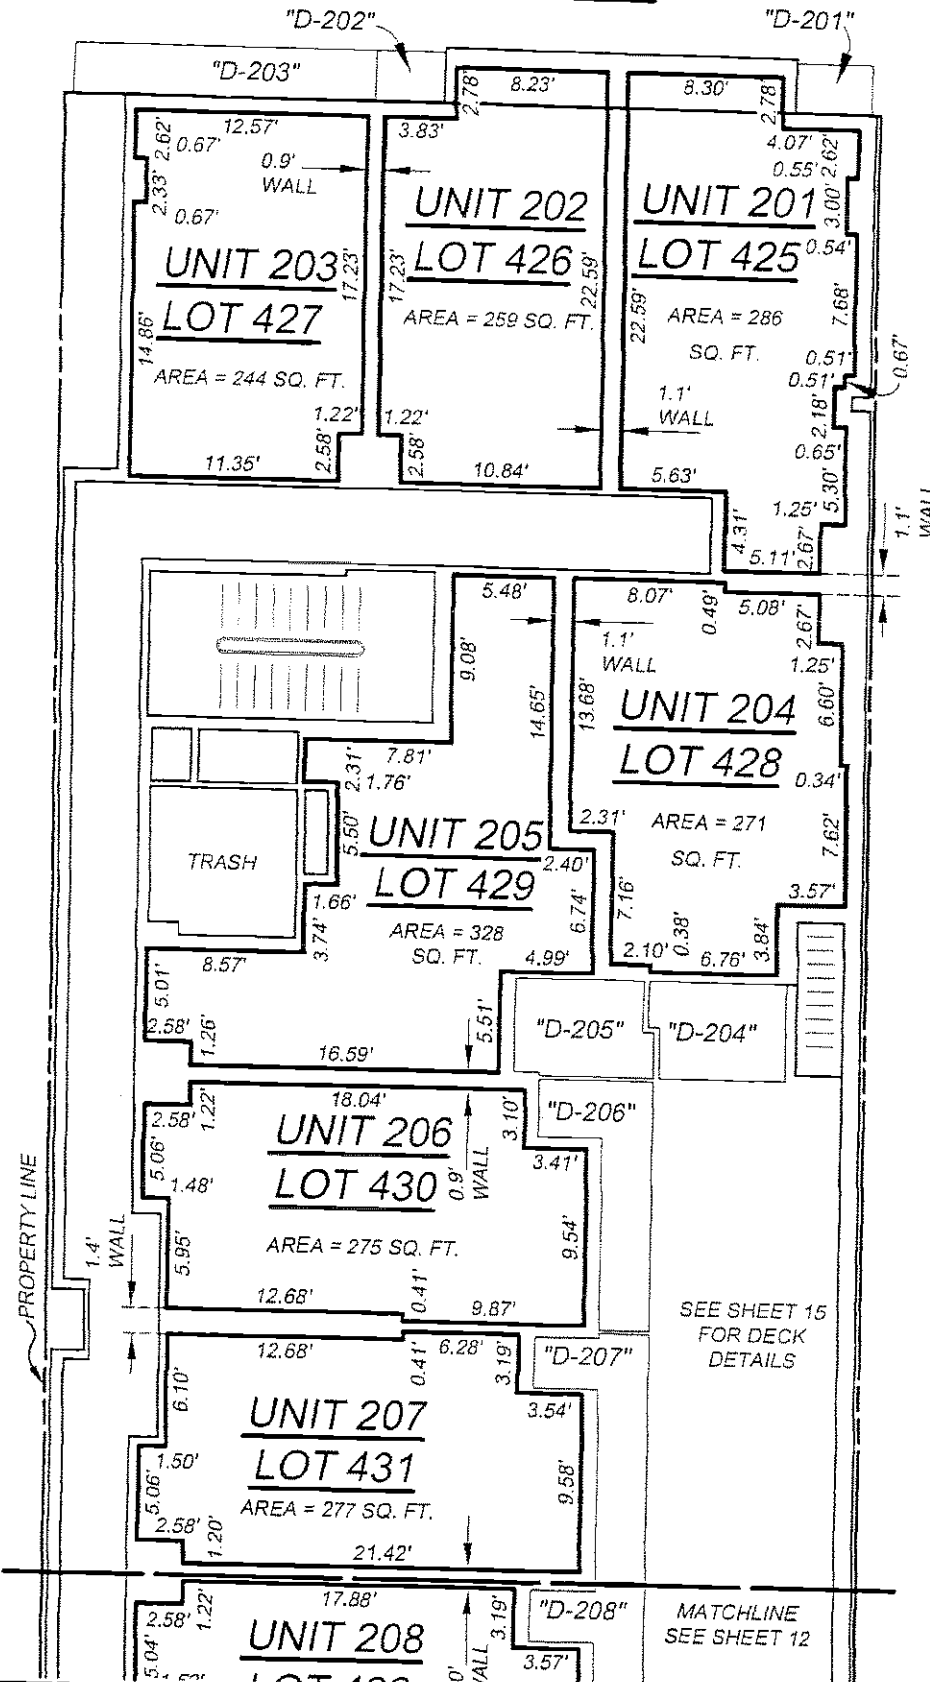 "D-202"
"D-201"
"D-203"
8.23'
8.30'
2.78'
2.78'
12.57'
3.83'
4.07'
2.62'
0.67'
0.9'
WALL
0.55'
2.62'
2.33'
0.67'
3.00'
0.54'
UNIT 203
LOT 427
AREA = 244 SQ. FT.
17.23'
17.23'
14.86'
UNIT 202
LOT 426
AREA = 259 SQ. FT.
22.59'
22.59'
UNIT 201
LOT 425
AREA = 286
SQ. FT.
7.68'
0.51'
0.51'
0.67'
1.1'
WALL
2.18'
0.65'
1.22'
1.22'
2.58'
2.58'
11.35'
10.84'
5.63'
5.30'
1.25'
4.31'
5.11'
2.67'
1.1'
WALL
5.48'
8.07'
0.49'
5.08'
2.67'
1.25'
9.08'
1.1'
WALL
14.65'
13.68'
6.60'
UNIT 204
LOT 428
AREA = 271
SQ. FT.
0.34'
7.62'
7.81'
2.31'
1.76'
5.50'
TRASH
UNIT 205
LOT 429
AREA = 328
SQ. FT.
2.31'
2.40'
1.66'
3.74'
8.57'
6.74'
7.16'
3.57'
4.99'
2.10'
0.38'
6.76'
3.84'
5.01'
2.58'
1.26'
16.59'
5.51'
"D-205"
"D-204"
18.04'
2.58'
1.22'
3.10'
"D-206"
UNIT 206
LOT 430
AREA = 275 SQ. FT.
0.9'
WALL
3.41'
5.06'
1.48'
5.95'
9.54'
PROPERTY LINE
1.4'
WALL
12.68'
0.41'
9.87'
SEE SHEET 15
FOR DECK
DETAILS
12.68'
0.41'
6.28'
3.19'
"D-207"
6.10'
UNIT 207
LOT 431
AREA = 277 SQ. FT.
3.54'
9.58'
1.50'
5.06'
2.58'
1.20'
21.42'
17.88'
2.58'
1.22'
3.19'
"D-208"
MATCHLINE
SEE SHEET 12
UNIT 208
5.04'
3.57'